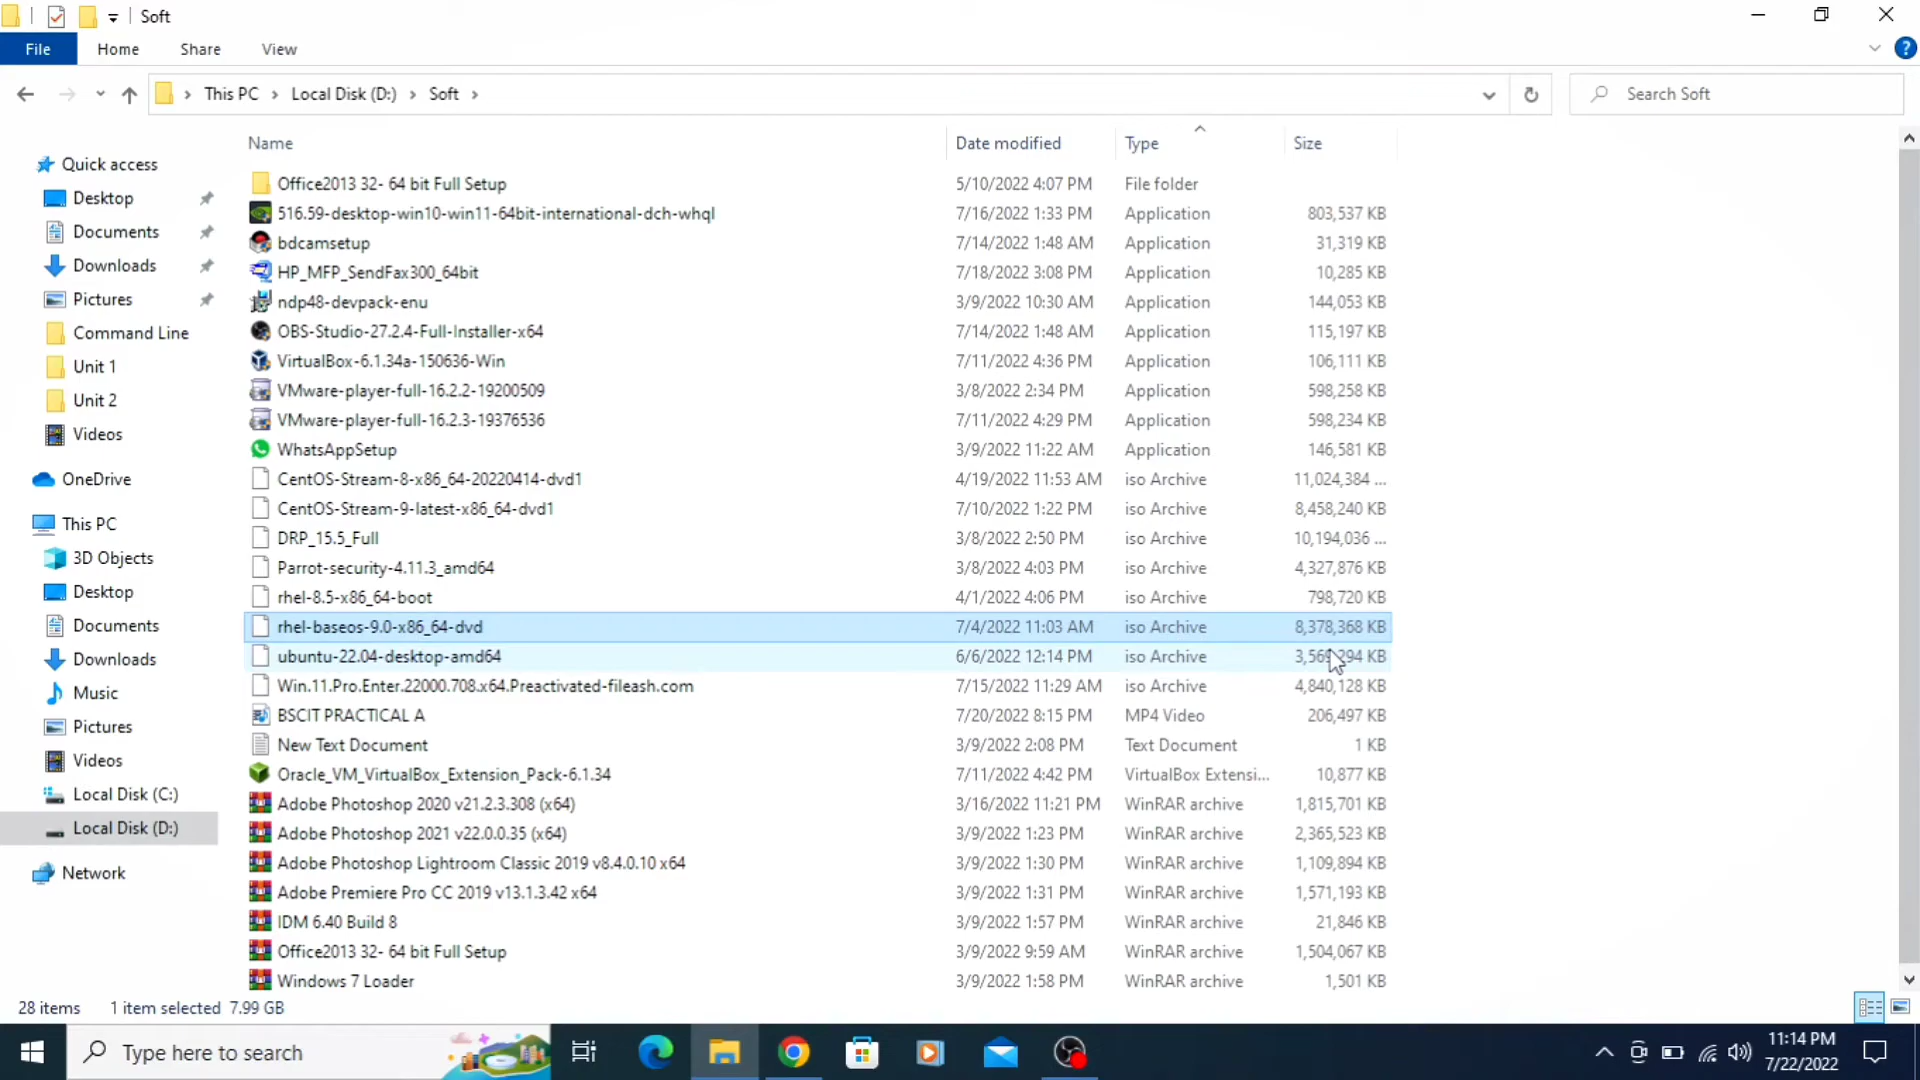 Soft
File Home Share View
This PC Local Disk (D:) Soft
Search Soft
Name Date modified Type Size
Quick access
Desktop
Documents
Downloads
Pictures
Command Line
Unit 1
Unit 2
Videos
OneDrive
This PC
3D Objects
Desktop
Documents
Downloads
Music
Pictures
Videos
Local Disk (C:)
Local Disk (D:)
Network
Office2013 32- 64 bit Full Setup 5/10/2022 4:07 PM File folder
516.59-desktop-win10-win11-64bit-international-dch-whql 7/16/2022 1:33 PM Application 803,537 KB
bdcamsetup 7/14/2022 1:48 AM Application 31,319 KB
HP_MFP_SendFax300_64bit 7/18/2022 3:08 PM Application 10,285 KB
ndp48-devpack-enu 3/9/2022 10:30 AM Application 144,053 KB
OBS-Studio-27.2.4-Full-Installer-x64 7/14/2022 1:48 AM Application 115,197 KB
VirtualBox-6.1.34a-150636-Win 7/11/2022 4:36 PM Application 106,111 KB
VMware-player-full-16.2.2-19200509 3/8/2022 2:34 PM Application 598,258 KB
VMware-player-full-16.2.3-19376536 7/11/2022 4:29 PM Application 598,234 KB
WhatsAppSetup 3/9/2022 11:22 AM Application 146,581 KB
CentOS-Stream-8-x86_64-20220414-dvd1 4/19/2022 11:53 AM iso Archive 11,024,384 ...
CentOS-Stream-9-latest-x86_64-dvd1 7/10/2022 1:22 PM iso Archive 8,458,240 KB
DRP_15.5_Full 3/8/2022 2:50 PM iso Archive 10,194,036 ...
Parrot-security-4.11.3_amd64 3/8/2022 4:03 PM iso Archive 4,327,876 KB
rhel-8.5-x86_64-boot 4/1/2022 4:06 PM iso Archive 798,720 KB
rhel-baseos-9.0-x86_64-dvd 7/4/2022 11:03 AM iso Archive 8,378,368 KB
ubuntu-22.04-desktop-amd64 6/6/2022 12:14 PM iso Archive KB
Win.11.Pro.Enter.22000.708.x64.Preactivated-fileash.com 7/15/2022 11:29 AM iso Archive 4,840,128 KB
BSCIT PRACTICAL A 7/20/2022 8:15 PM MP4 Video 206,497 KB
New Text Document 3/9/2022 2:08 PM Text Document 1 KB
Oracle_VM_VirtualBox_Extension_Pack-6.1.34 7/11/2022 4:42 PM VirtualBox Extensi... 10,877 KB
Adobe Photoshop 2020 v21.2.3.308 (x64) 3/16/2022 11:21 PM WinRAR archive 1,815,701 KB
Adobe Photoshop 2021 v22.0.0.35 (x64) 3/9/2022 1:23 PM WinRAR archive 2,365,523 KB
Adobe Photoshop Lightroom Classic 2019 v8.4.0.10 x64 3/9/2022 1:30 PM WinRAR archive 1,109,894 KB
Adobe Premiere Pro CC 2019 v13.1.3.42 x64 3/9/2022 1:31 PM WinRAR archive 1,571,193 KB
IDM 6.40 Build 8 3/9/2022 1:57 PM WinRAR archive 21,846 KB
Office2013 32- 64 bit Full Setup 3/9/2022 9:59 AM WinRAR archive 1,504,067 KB
Windows 7 Loader 3/9/2022 1:58 PM WinRAR archive 1,501 KB
28 items 1 item selected 7.99 GB
Type here to search
11:14 PM
7/22/2022